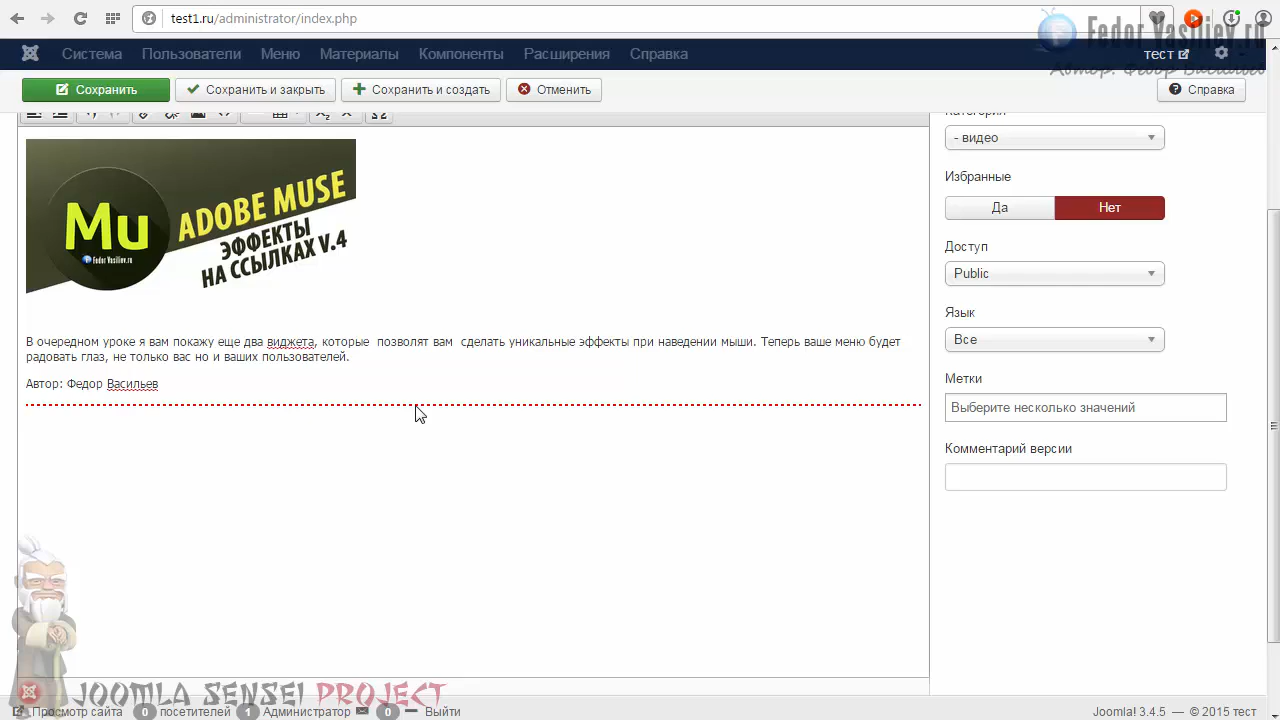 test1.ru/administrator/index.php
Fedor Vasiliev.ru
Система Пользователи Меню Материалы Компоненты Расширения Справка тест
Автор: Федор Васильев
Сохранить Сохранить и закрыть Сохранить и создать Отменить Справка
Категория
- видео
Избранные
Да Нет
Доступ
Public
Язык
Все
Метки
Выберите несколько значений
Комментарий версии
Mu
Fedor Vasiliev.ru
ADOBE MUSE
ЭФФЕКТЫ
НА ССЫЛКАХ V.4
В очередном уроке я вам покажу еще два виджета, которые позволят вам сделать уникальные эффекты при наведении мыши. Теперь ваше меню будет
радовать глаз, не только вас но и ваших пользователей.
Автор: Федор Васильев
JOOMLA SENSEI PROJECT
Просмотр сайта 0 посетителей 1 Администратор 0 Выйти
Joomla! 3.4.5 — © 2015 тест